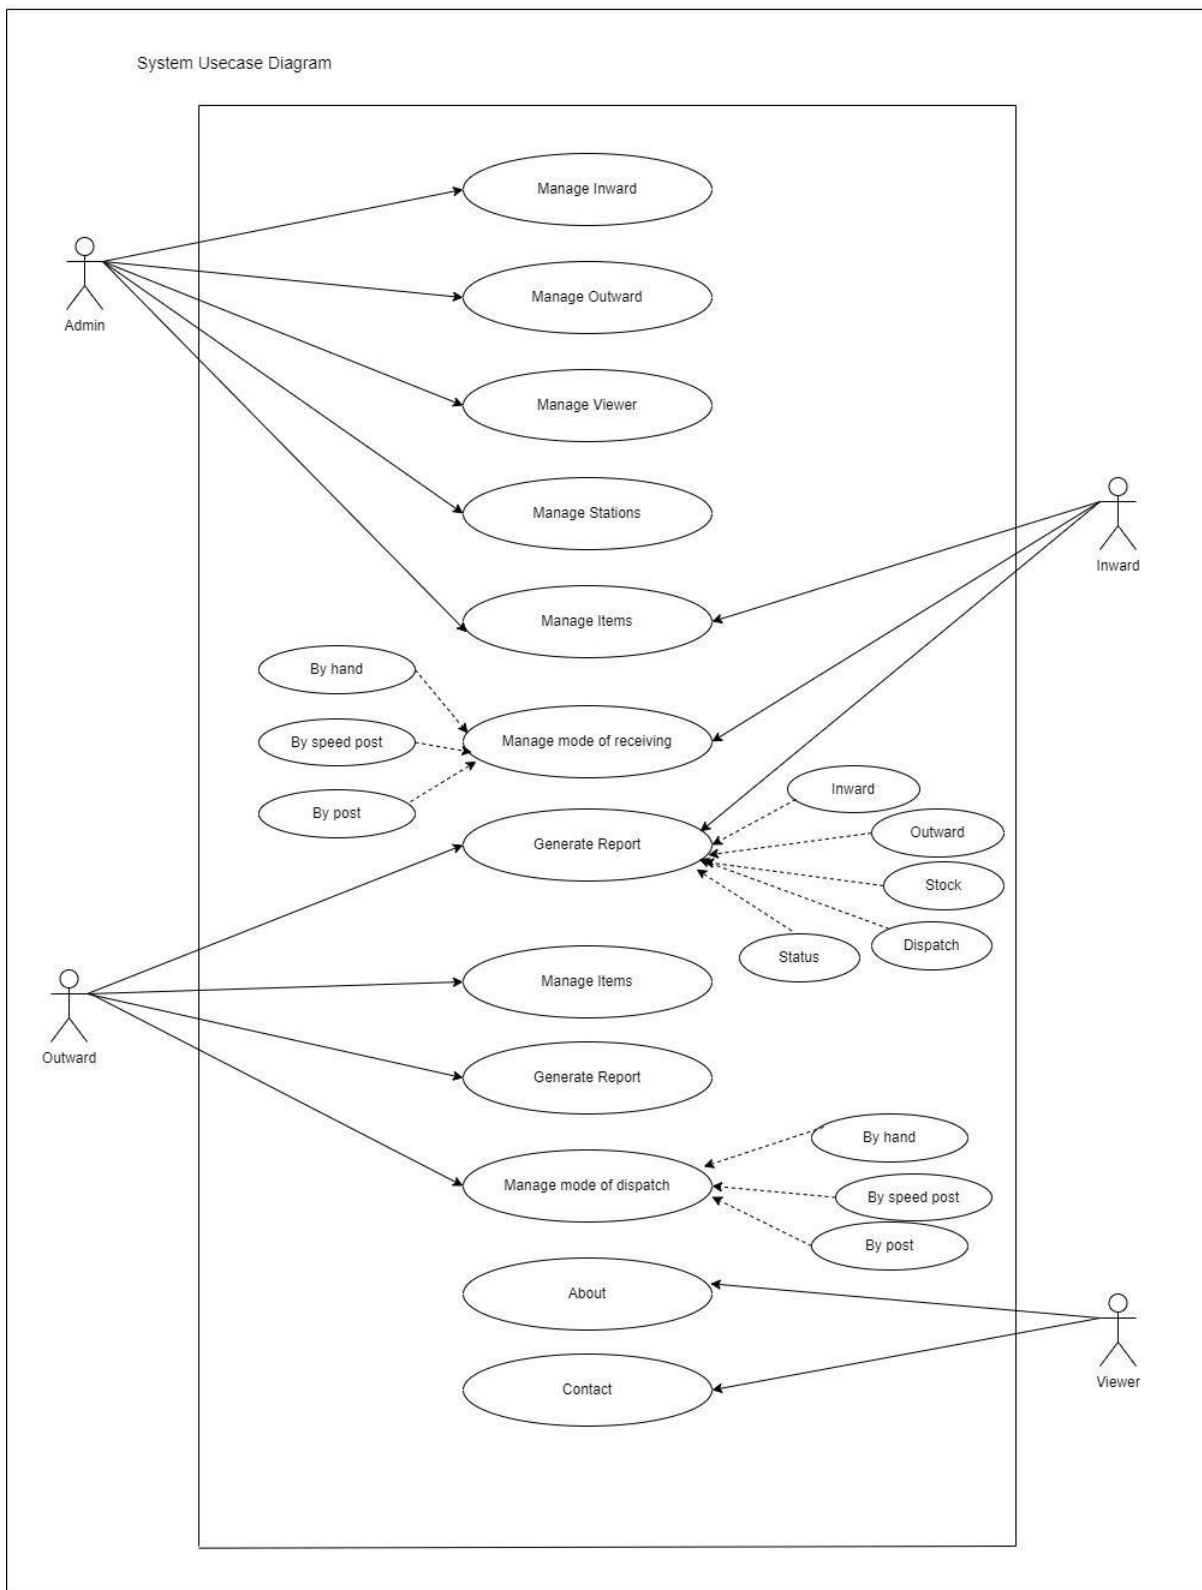 System Usecase Diagram
Manage Inward
Admin
Manage Outward
Manage Viewer
Manage Stations
Inward
Manage Items
By hand
By speed post
Manage mode of receiving
By post
Inward
Generate Report
Outward
Stock
Dispatch
Status
Manage Items
Outward
Generate Report
By hand
Manage mode of dispatch
By speed post
By post
About
Viewer
Contact